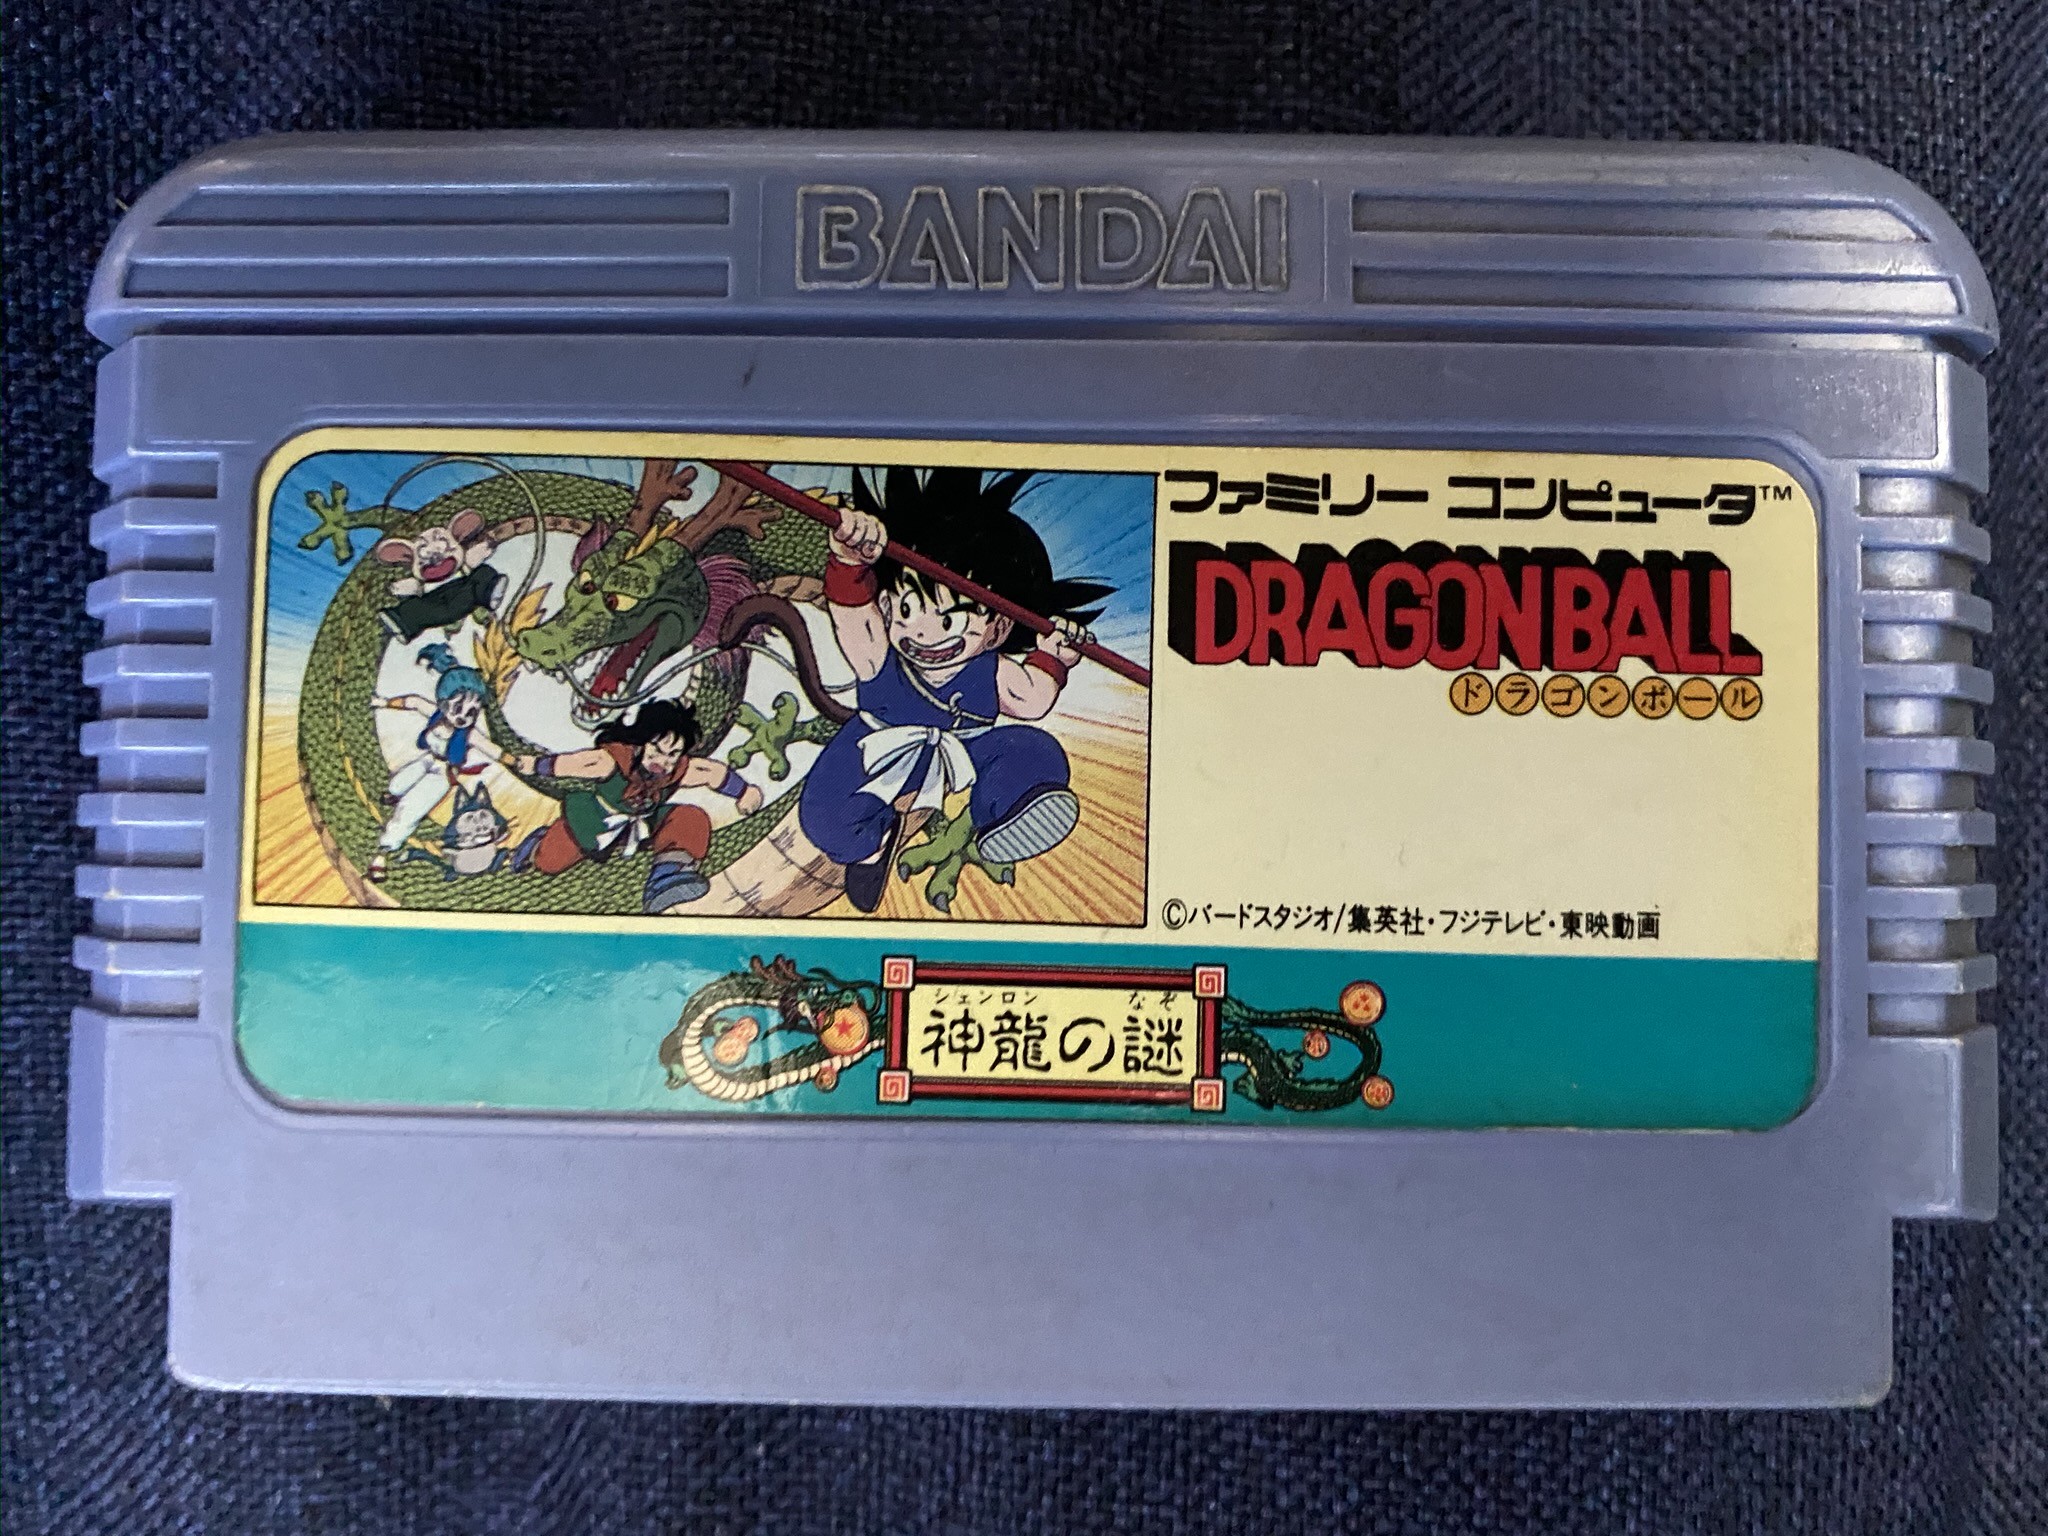 BANDAI
ファミリー コンピュータ™
DRAGON BALL
ドラゴンボール
©バードスタジオ/集英社・フジテレビ・東映動画
シェンロン なぞ
神龍の謎